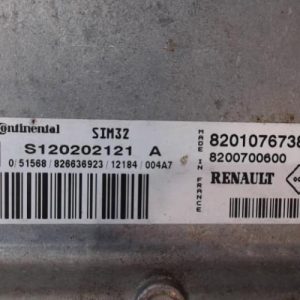 Continental SIM32
S120202121 A
0/51568/826636923/12184/004A7
MADE IN FRANCE
8201076738
8200700600
RENAULT